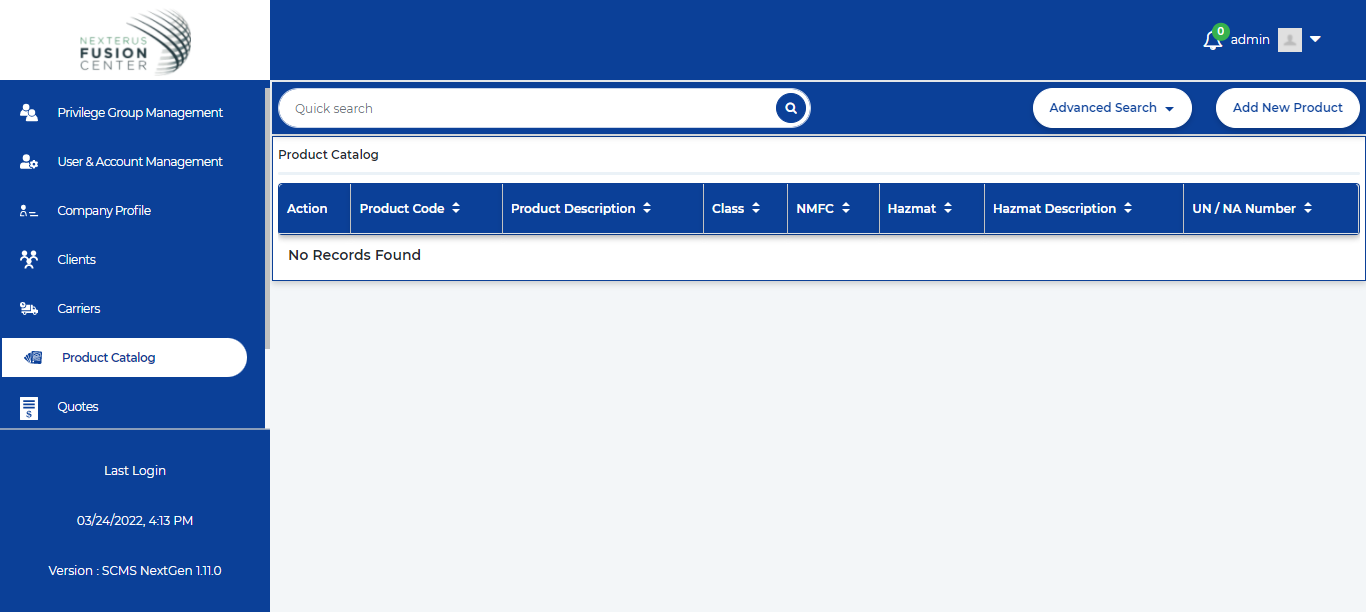 NEXTERUS
FUSION
CENTER
0
admin
Privilege Group Management
User & Account Management
Company Profile
Clients
Carriers
Product Catalog
Quotes
$
Last Login
03/24/2022, 4:13 PM
Version : SCMS NextGen 1.11.0
Quick search
Advanced Search
Add New Product
Product Catalog
Action Product Code Product Description Class NMFC Hazmat Hazmat Description UN / NA Number
No Records Found